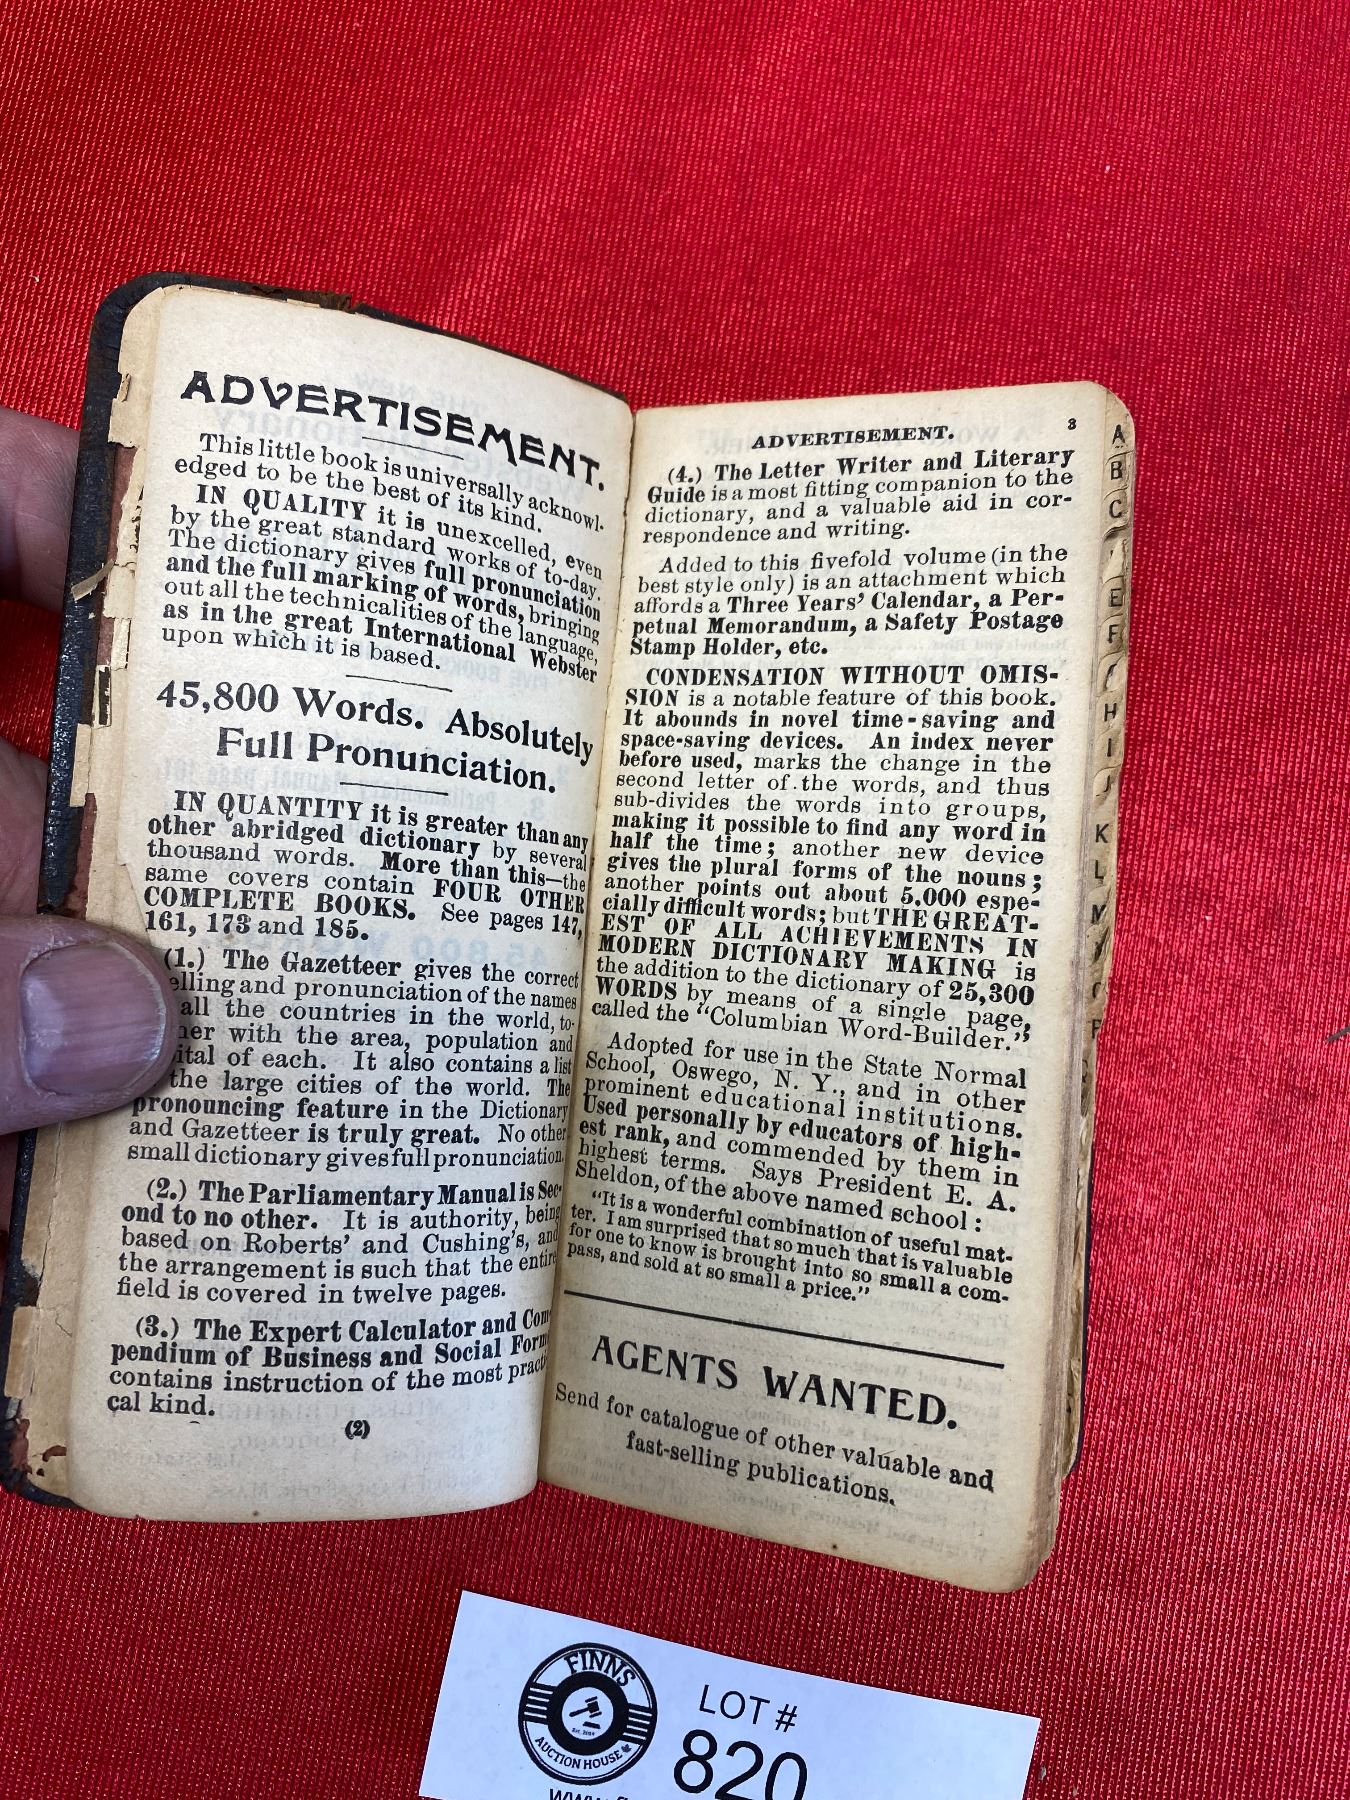 ADVERTISEMENT.
This little book is universally acknowl-
edged to be the best of its kind.
IN QUALITY it is unexcelled, even
by the great standard works of to-day.
The dictionary gives full pronunciation
and the full marking of words, bringing
out all the technicalities of the language,
as in the great International Webster
upon which it is based.
45,800 Words. Absolutely
Full Pronunciation.
IN QUANTITY it is greater than any
other abridged dictionary by several
thousand words. More than this—the
same covers contain FOUR OTHER
COMPLETE BOOKS. See pages 147,
161, 173 and 185.
(1.) The Gazetteer gives the correct
elling and pronunciation of the names
all the countries in the world, to-
her with the area, population and
ital of each. It also contains a list
the large cities of the world. The
pronouncing feature in the Dictionary
and Gazetteer is truly great. No other
small dictionary gives full pronunciation.
(2.) The Parliamentary Manual is Sec-
ond to no other. It is authority, being
based on Roberts' and Cushing's, and
the arrangement is such that the entire
field is covered in twelve pages.
(3.) The Expert Calculator and Com-
pendium of Business and Social Form
contains instruction of the most practi-
cal kind.
(2)
ADVERTISEMENT. 3
(4.) The Letter Writer and Literary
Guide is a most fitting companion to the
dictionary, and a valuable aid in cor-
respondence and writing.
Added to this fivefold volume (in the
best style only) is an attachment which
affords a Three Years' Calendar, a Per-
petual Memorandum, a Safety Postage
Stamp Holder, etc.
CONDENSATION WITHOUT OMIS-
SION is a notable feature of this book.
It abounds in novel time-saving and
space-saving devices. An index never
before used, marks the change in the
second letter of the words, and thus
sub-divides the words into groups,
making it possible to find any word in
half the time; another new device
gives the plural forms of the nouns;
another points out about 5,000 espe-
cially difficult words; but THE GREAT-
EST OF ALL ACHIEVEMENTS IN
MODERN DICTIONARY MAKING is
the addition to the dictionary of 25,300
WORDS by means of a single page,
called the "Columbian Word-Builder."
Adopted for use in the State Normal
School, Oswego, N. Y., and in other
prominent educational institutions.
Used personally by educators of high-
est rank, and commended by them in
highest terms. Says President E. A.
Sheldon, of the above named school:
"It is a wonderful combination of useful mat-
ter. I am surprised that so much that is valuable
for one to know is brought into so small a com-
pass, and sold at so small a price."
AGENTS WANTED.
Send for catalogue of other valuable and
fast-selling publications.
A
B
C
E
F
H
I
J
K
L
M
P
FINNS
AUCTION HOUSE
LOT #
820